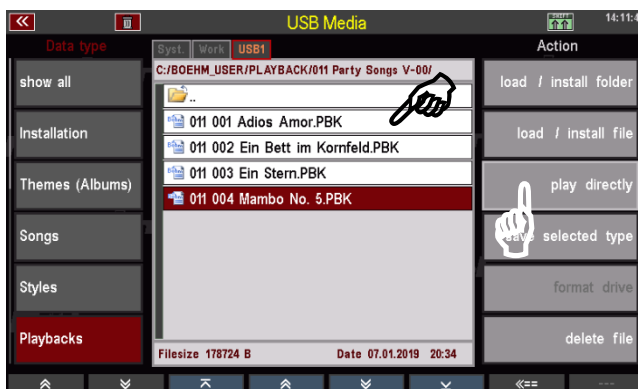 USB Media
14:11:4
Data type
Syst. Work USB1
Action
show all
C:/BOEHM_USER/PLAYBACK/011 Party Songs V-00/
load / install folder
..
011 001 Adios Amor.PBK
Installation
load / install file
011 002 Ein Bett im Kornfeld.PBK
011 003 Ein Stern.PBK
Themes (Albums)
play directly
011 004 Mambo No. 5.PBK
Songs
save selected type
Styles
format drive
Playbacks
delete file
Filesize 178724 B Date 07.01.2019 20:34
«==
---